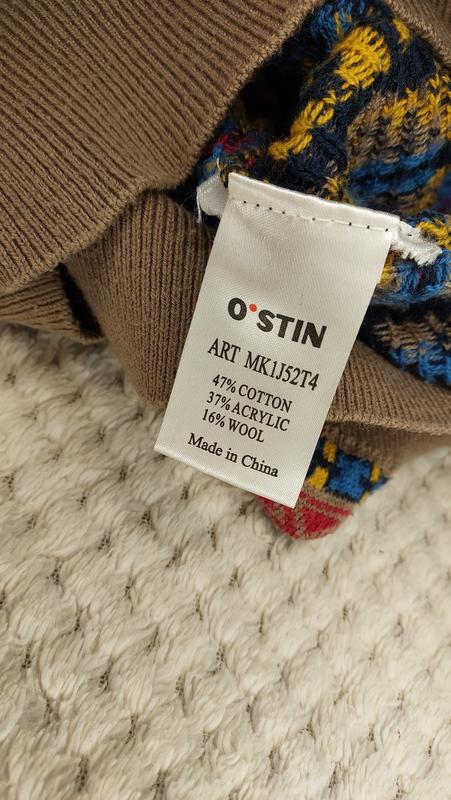 O'STIN
ART MK1J52T4
47% COTTON
37% ACRYLIC
16% WOOL
Made in China